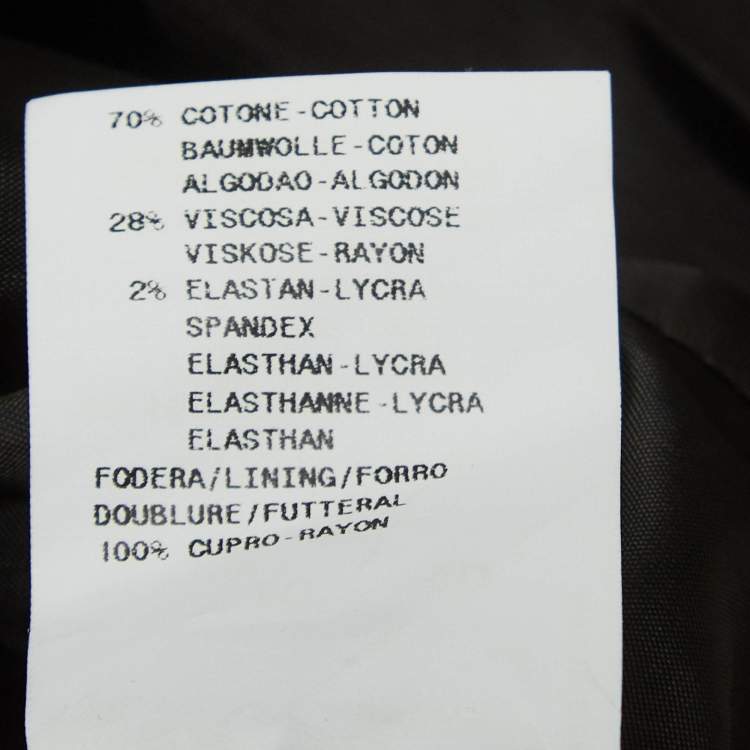 70% COTONE-COTTON
BAUMWOLLE-COTON
ALGODAO-ALGODON
28% VISCOSA-VISCOSE
VISKOSE-RAYON
2% ELASTAN-LYCRA
SPANDEX
ELASTHAN-LYCRA
ELASTHANNE-LYCRA
ELASTHAN
FODERA/LINING/FORRO
DOUBLURE/FUTTERAL
100% CUPRO-RAYON